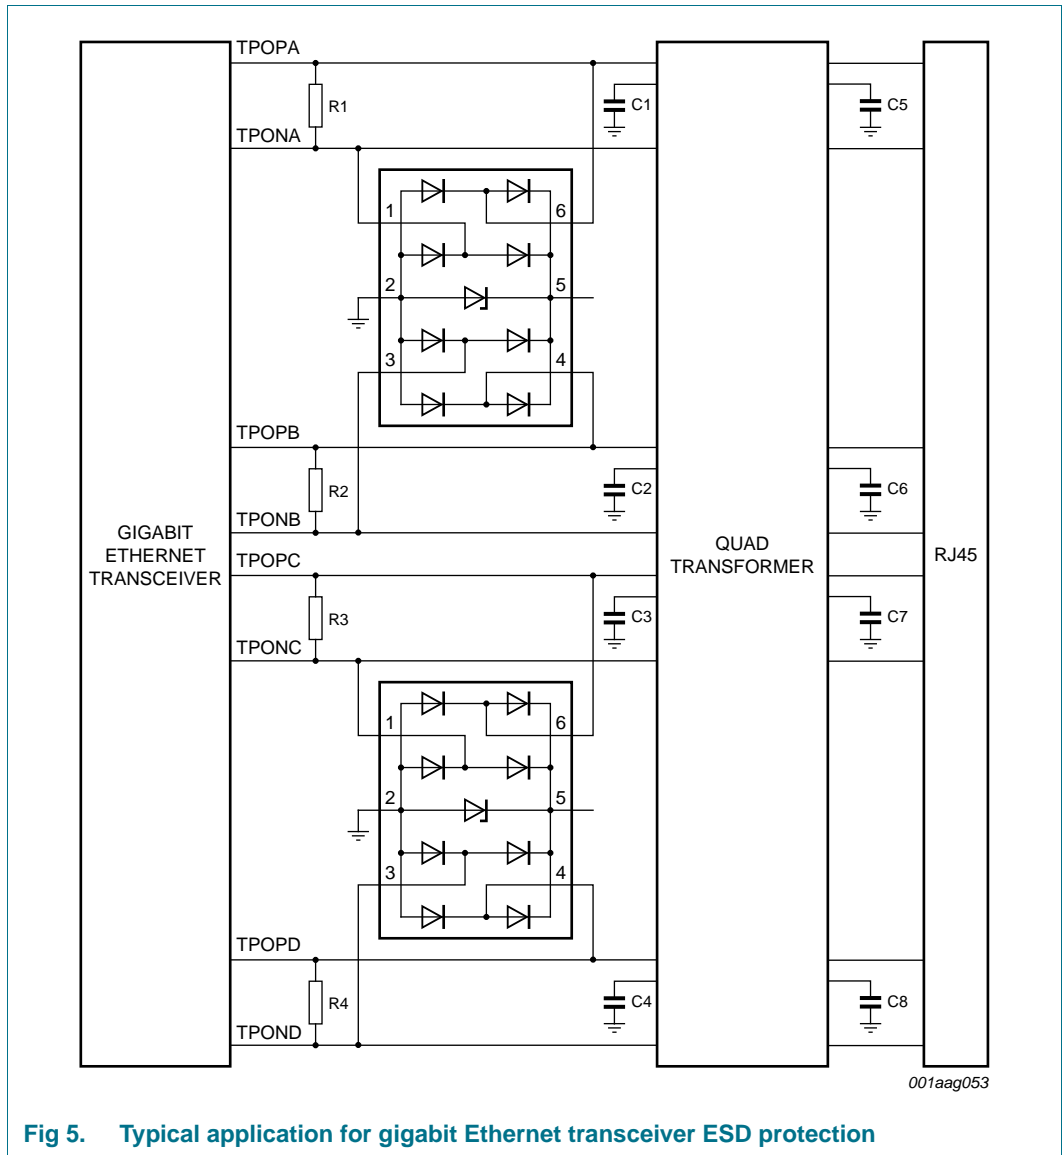 TPOPA
R1
C1
C5
TPONA
1
6
2
5
3
4
TPOPB
R2
C2
C6
TPONB
GIGABIT
ETHERNET
TRANSCEIVER
QUAD
TRANSFORMER
RJ45
TPOPC
R3
C3
C7
TPONC
1
6
2
5
3
4
TPOPD
R4
C4
C8
TPOND
001aag053
Fig 5. Typical application for gigabit Ethernet transceiver ESD protection